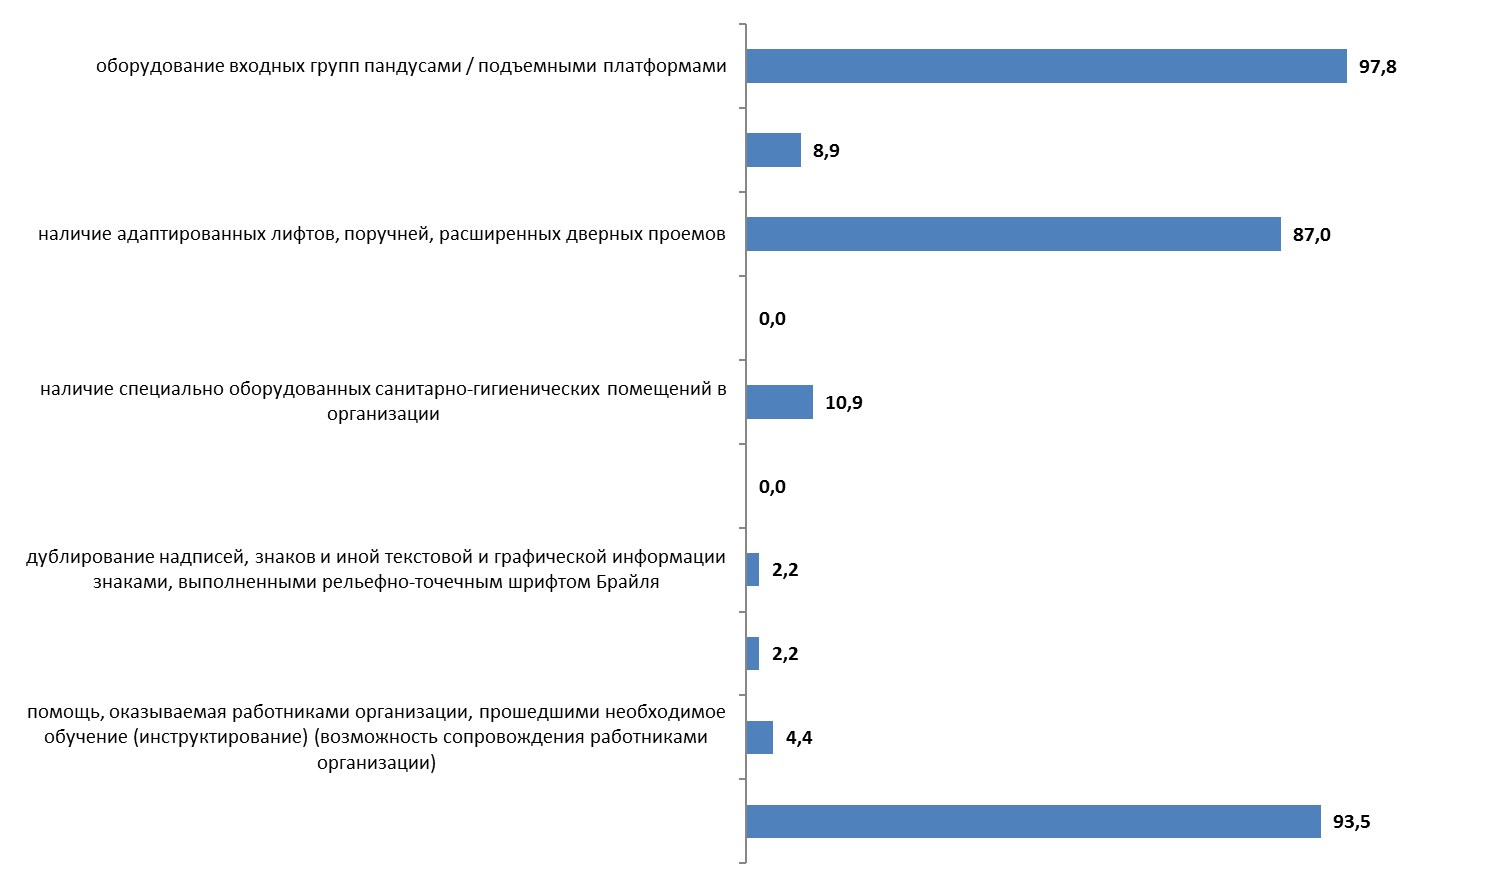 оборудование входных групп пандусами / подъемными платформами
97,8
8,9
наличие адаптированных лифтов, поручней, расширенных дверных проемов
87,0
0,0
наличие специально оборудованных санитарно-гигиенических помещений в
организации
10,9
0,0
дублирование надписей, знаков и иной текстовой и графической информации
знаками, выполненными рельефно-точечным шрифтом Брайля
2,2
2,2
помощь, оказываемая работниками организации, прошедшими необходимое
обучение (инструктирование) (возможность сопровождения работниками
организации)
4,4
93,5